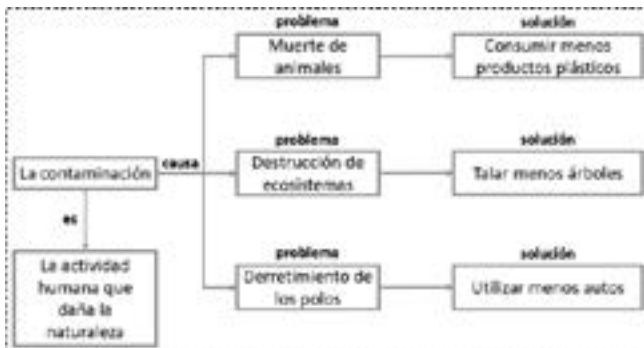 problema
Muerte de
animales
solución
Consumir menos
productos plásticos
La contaminación
causa
problema
Destrucción de
ecosistemas
solución
Talar menos árboles
es
La actividad
humana que
daña la
naturaleza
problema
Derretimiento de
los polos
solución
Utilizar menos autos